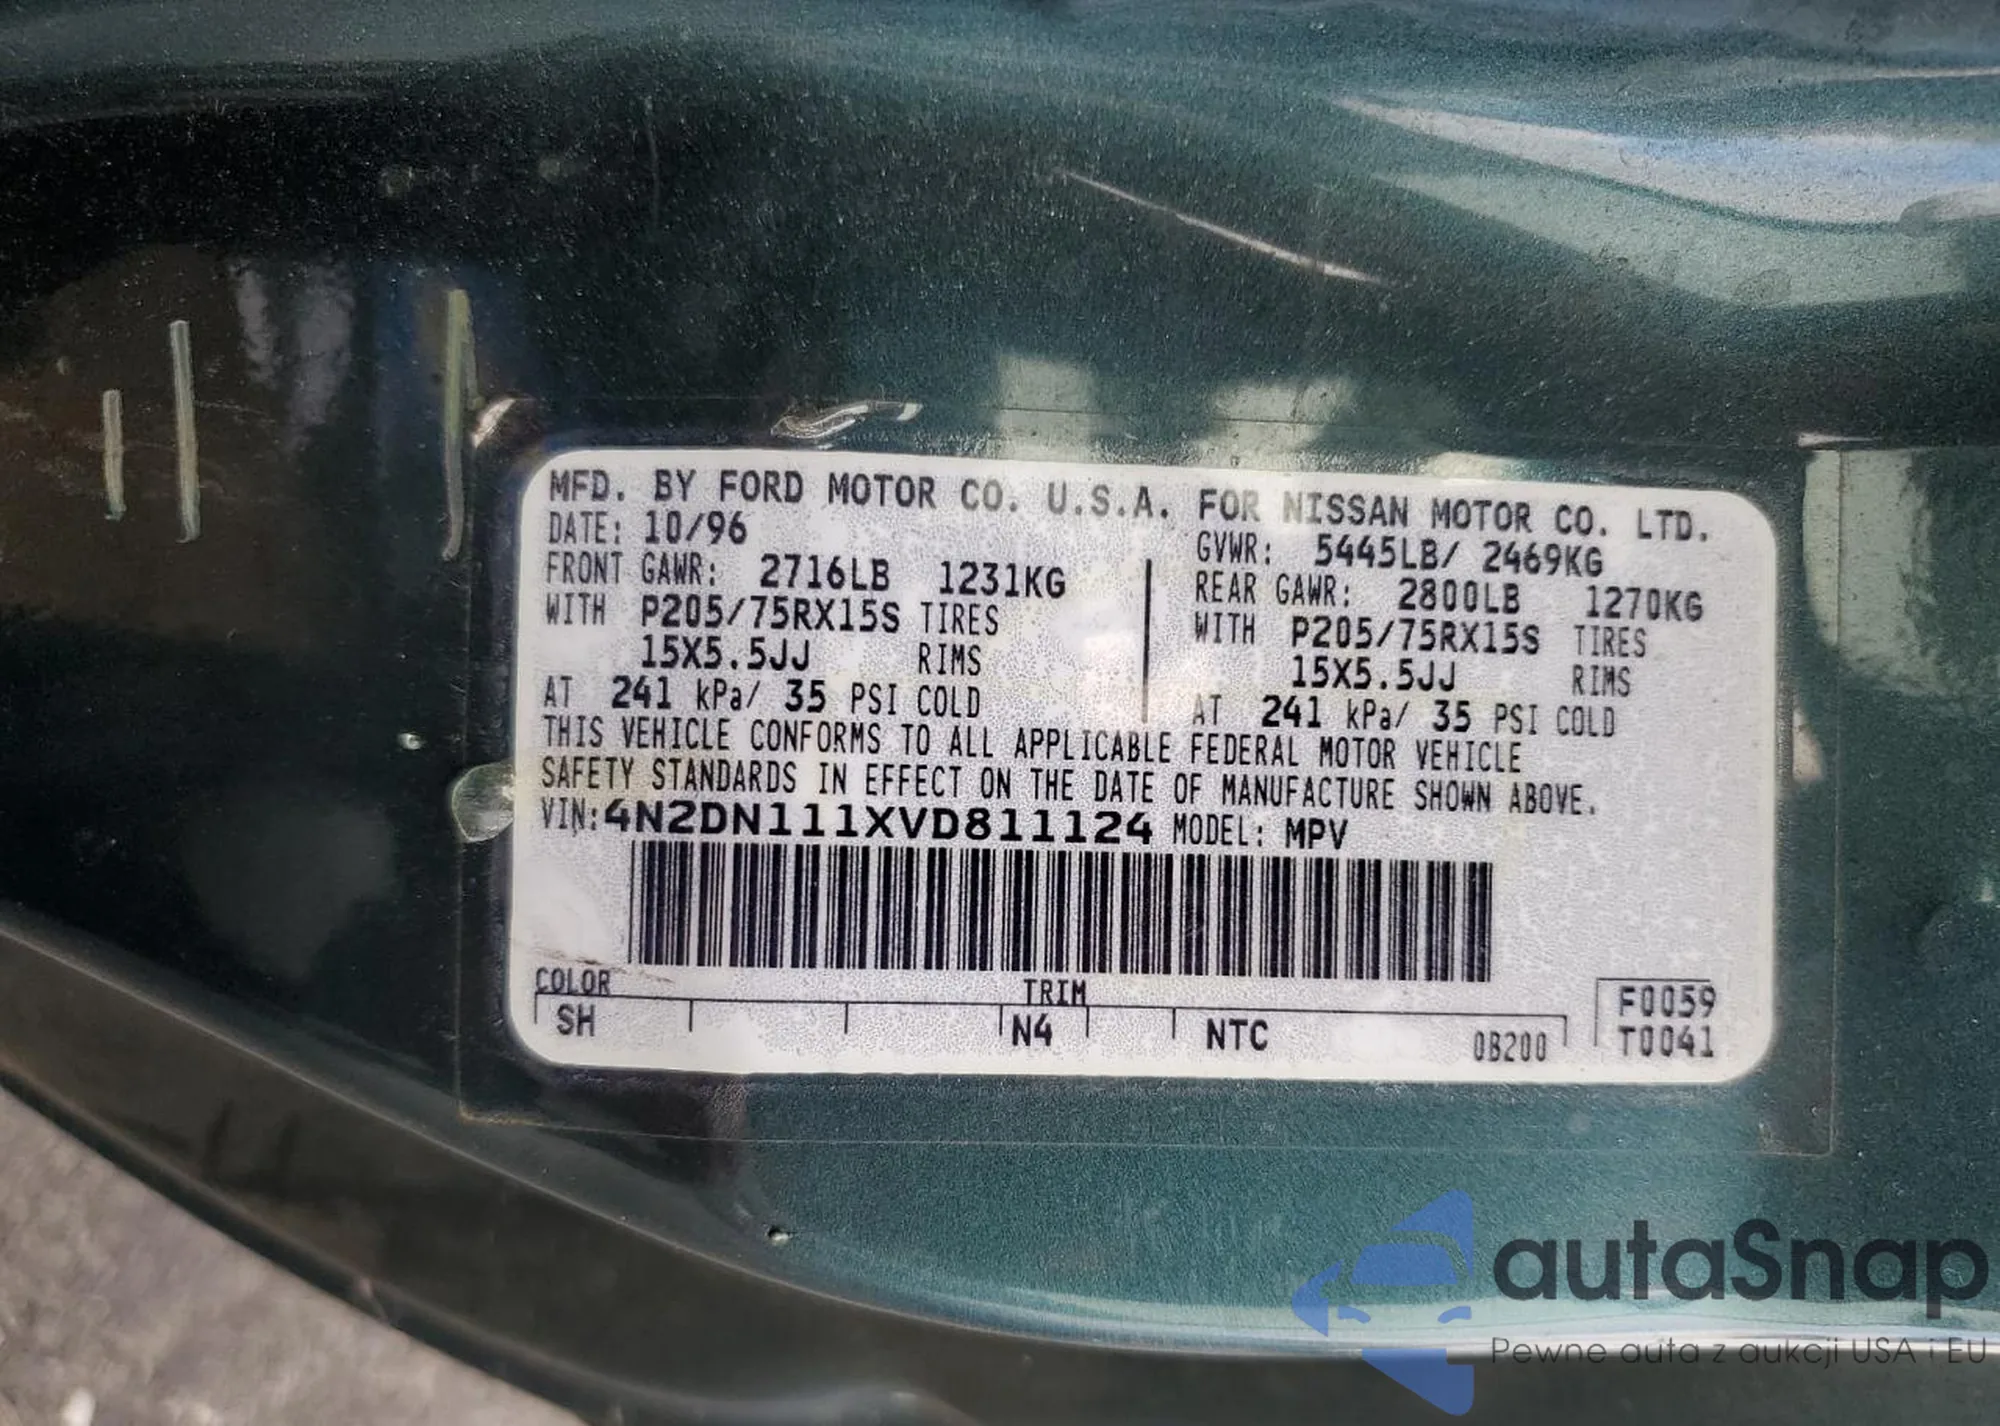 MFD. BY FORD MOTOR CO. U.S.A. FOR NISSAN MOTOR CO. LTD.
DATE: 10/96 GVWR: 5445LB/ 2469KG
FRONT GAWR: 2716LB 1231KG REAR GAWR: 2800LB 1270KG
WITH P205/75RX15S TIRES WITH P205/75RX15S TIRES
15X5.5JJ RIMS 15X5.5JJ RIMS
AT 241 kPa/ 35 PSI COLD AT 241 kPa/ 35 PSI COLD
THIS VEHICLE CONFORMS TO ALL APPLICABLE FEDERAL MOTOR VEHICLE
SAFETY STANDARDS IN EFFECT ON THE DATE OF MANUFACTURE SHOWN ABOVE.
VIN:4N2DN111XVD811124 MODEL: MPV
COLOR TRIM F0059
SH N4 NTC 0B200 T0041
autaSnap
Pewne auta z aukcji USA i EU